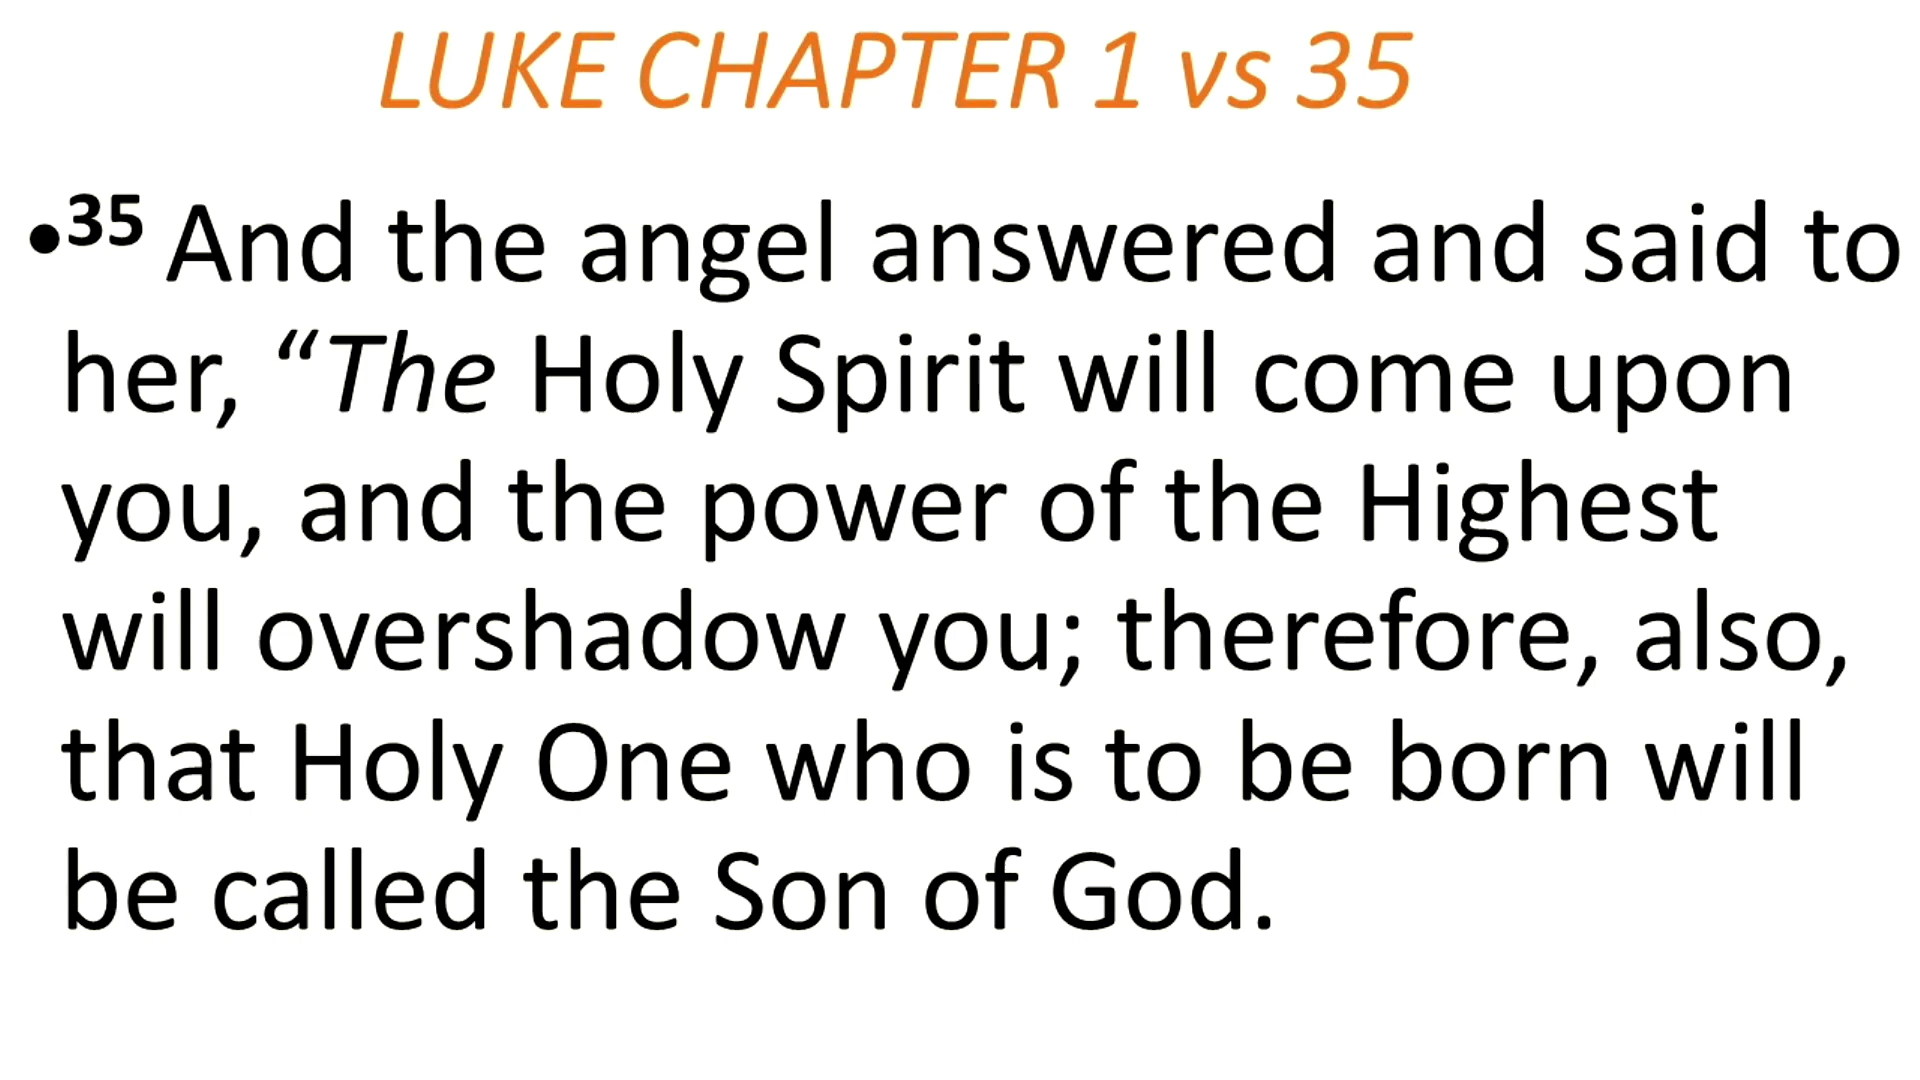 LUKE CHAPTER 1 vs 35
•35 And the angel answered and said to
her, “The Holy Spirit will come upon
you, and the power of the Highest
will overshadow you; therefore, also,
that Holy One who is to be born will
be called the Son of God.